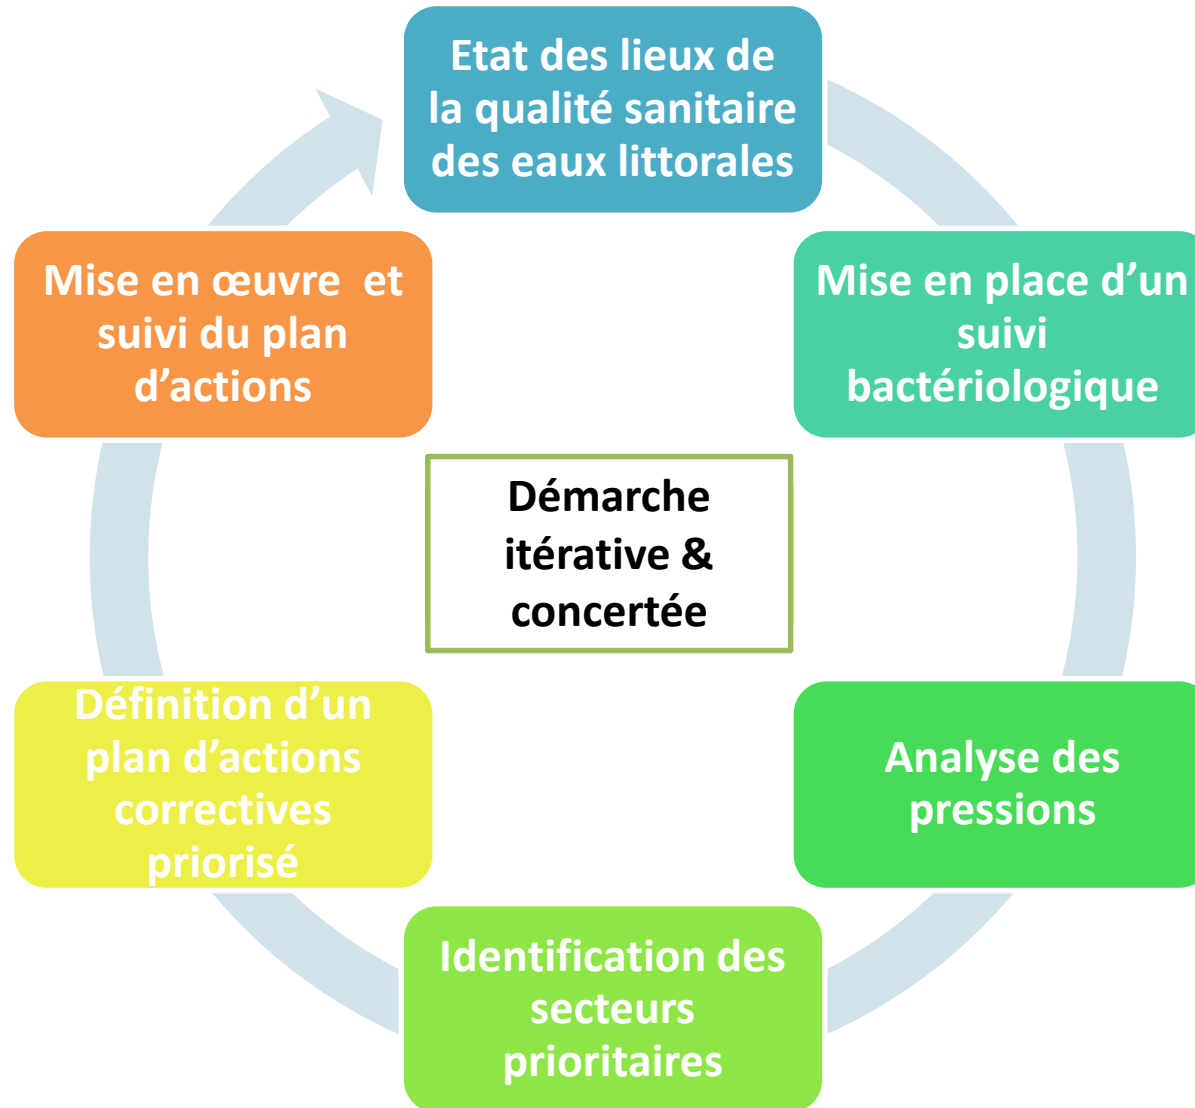 Etat des lieux de
la qualité sanitaire
des eaux littorales
Mise en place d’un
suivi
bactériologique
Analyse des
pressions
Identification des
secteurs
prioritaires
Définition d’un
plan d’actions
correctives
priorisé
Mise en œuvre et
suivi du plan
d’actions
Démarche
itérative &
concertée